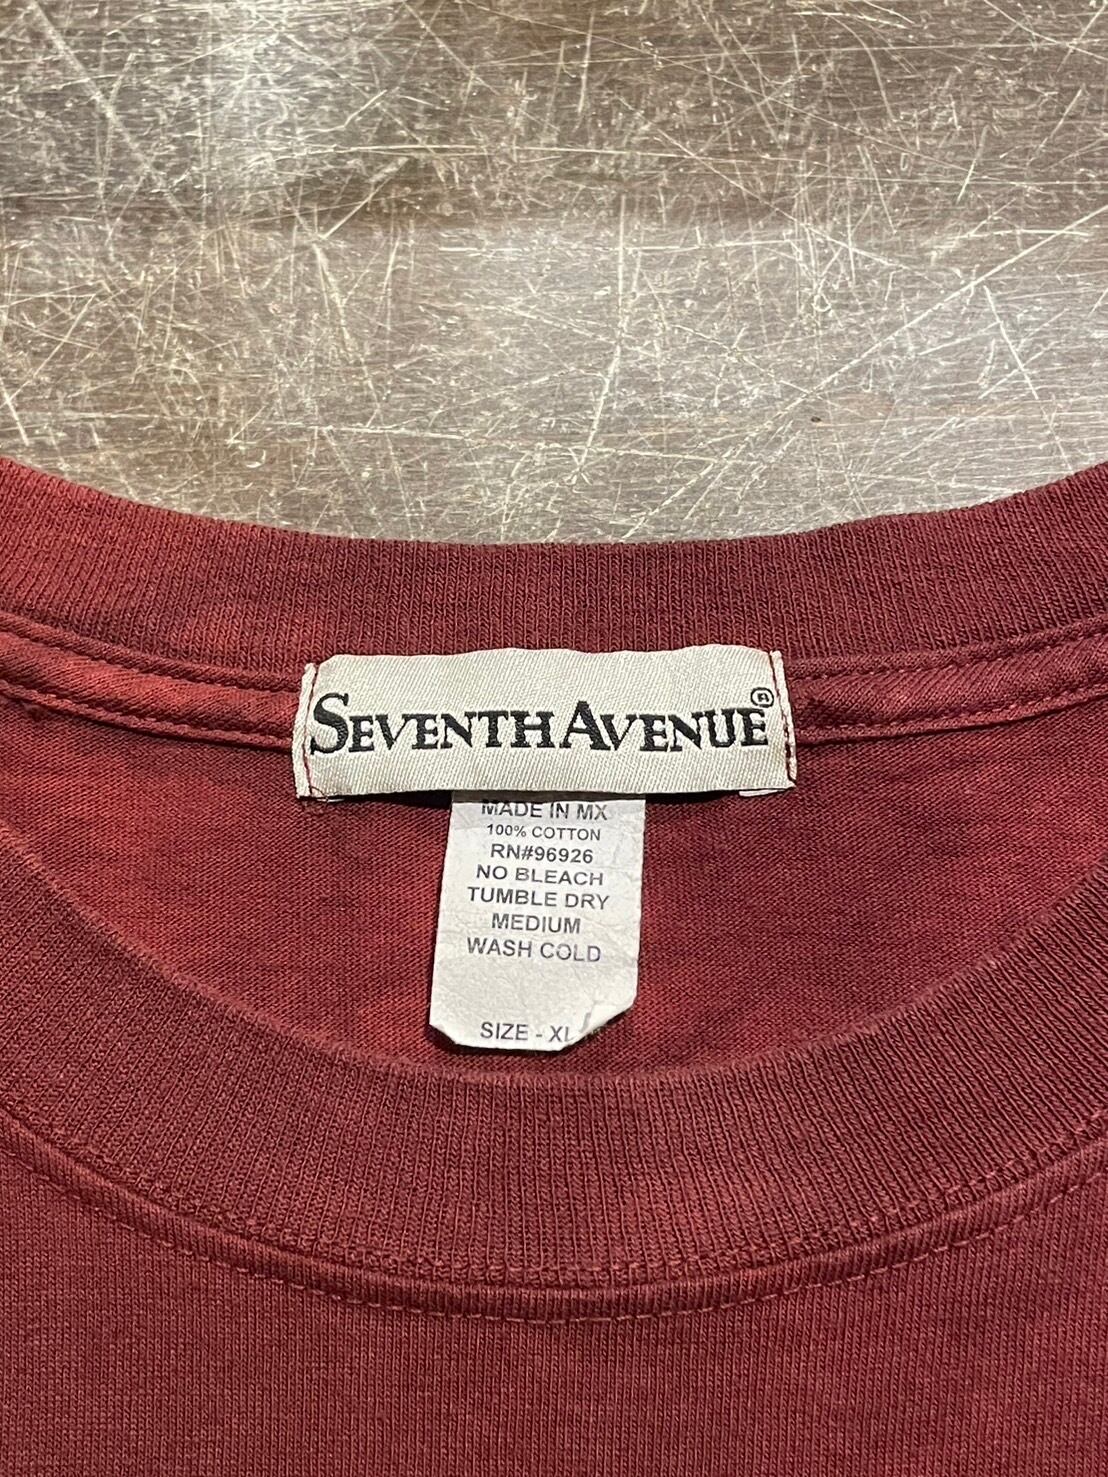 SEVENTH AVENUE®
MADE IN MX
100% COTTON
RN#96926
NO BLEACH
TUMBLE DRY
MEDIUM
WASH COLD
SIZE - XL